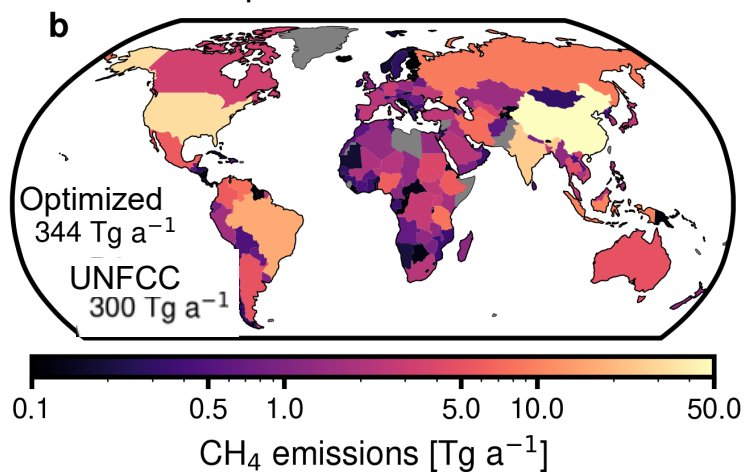 b
Optimized
344 Tg a⁻¹
UNFCC
300 Tg a⁻¹
0.1 0.5 1.0 5.0 10.0 50.0
CH₄ emissions [Tg a⁻¹]